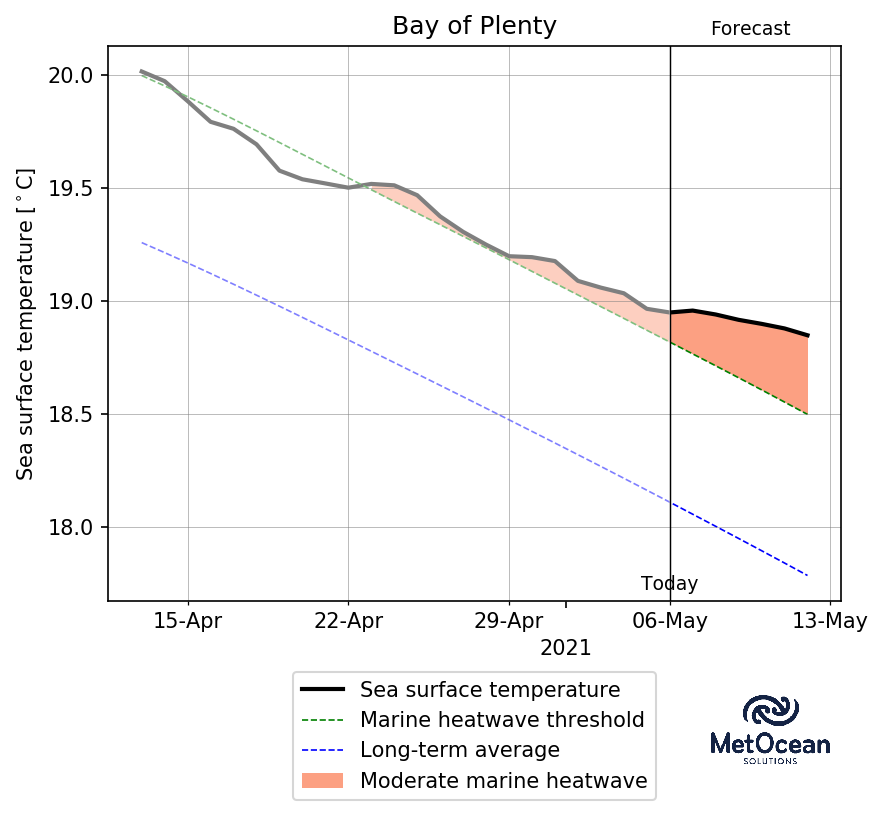 Bay of Plenty
Forecast
Sea surface temperature [°C]
20.0
19.5
19.0
18.5
18.0
Today
15-Apr
22-Apr
29-Apr
06-May
13-May
2021
Sea surface temperature
Marine heatwave threshold
Long-term average
Moderate marine heatwave
MetOcean
SOLUTIONS